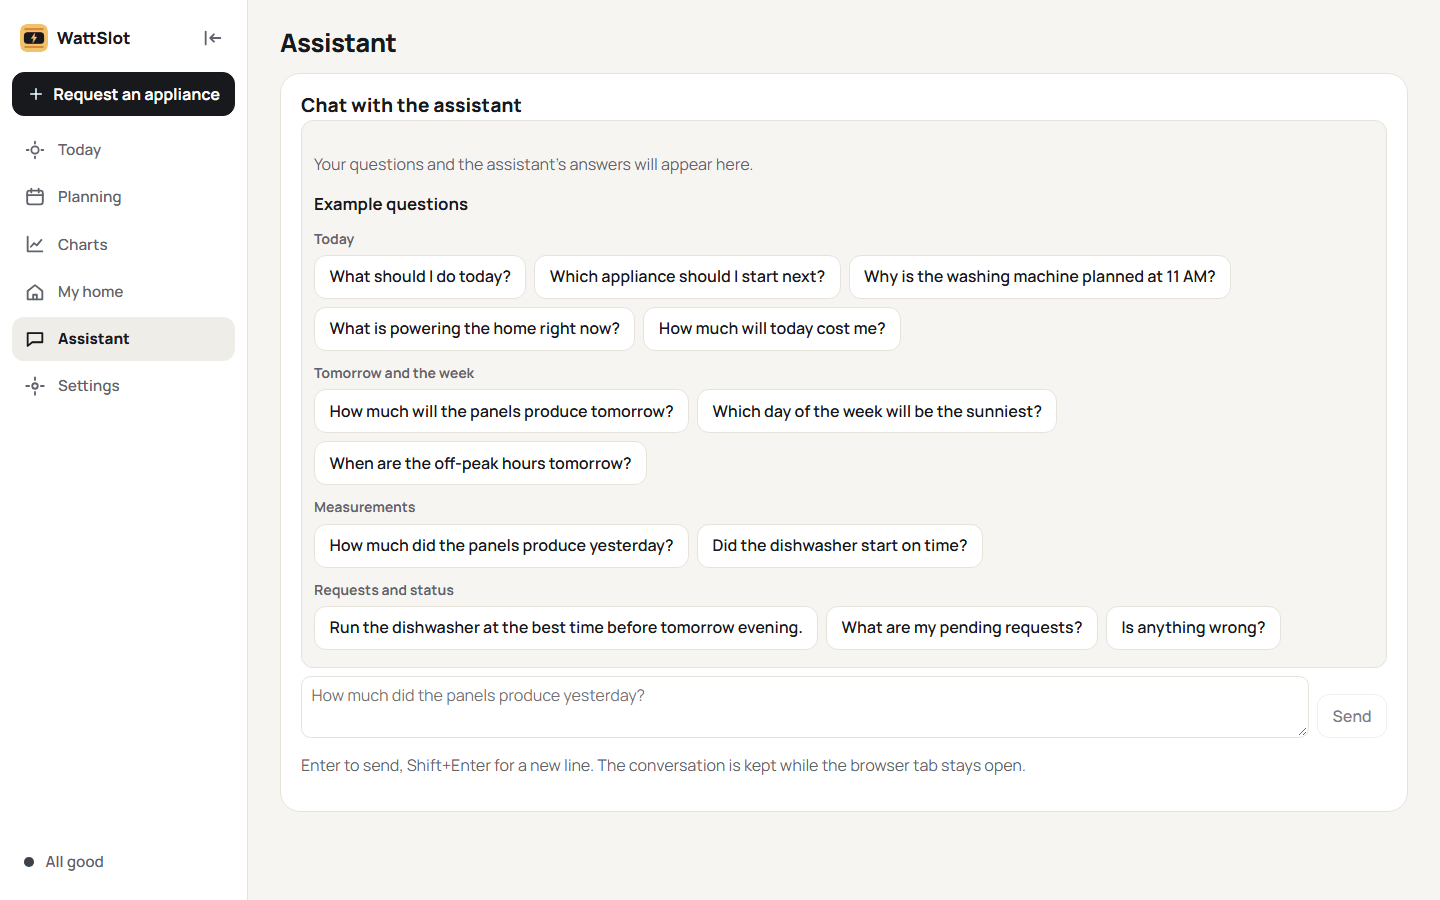 WattSlot
Request an appliance
Today
Planning
Charts
My home
Assistant
Settings
All good
Assistant
Chat with the assistant
Your questions and the assistant's answers will appear here.
Example questions
Today
What should I do today?
Which appliance should I start next?
Why is the washing machine planned at 11 AM?
What is powering the home right now?
How much will today cost me?
Tomorrow and the week
How much will the panels produce tomorrow?
Which day of the week will be the sunniest?
When are the off-peak hours tomorrow?
Measurements
How much did the panels produce yesterday?
Did the dishwasher start on time?
Requests and status
Run the dishwasher at the best time before tomorrow evening.
What are my pending requests?
Is anything wrong?
How much did the panels produce yesterday?
Send
Enter to send, Shift+Enter for a new line. The conversation is kept while the browser tab stays open.